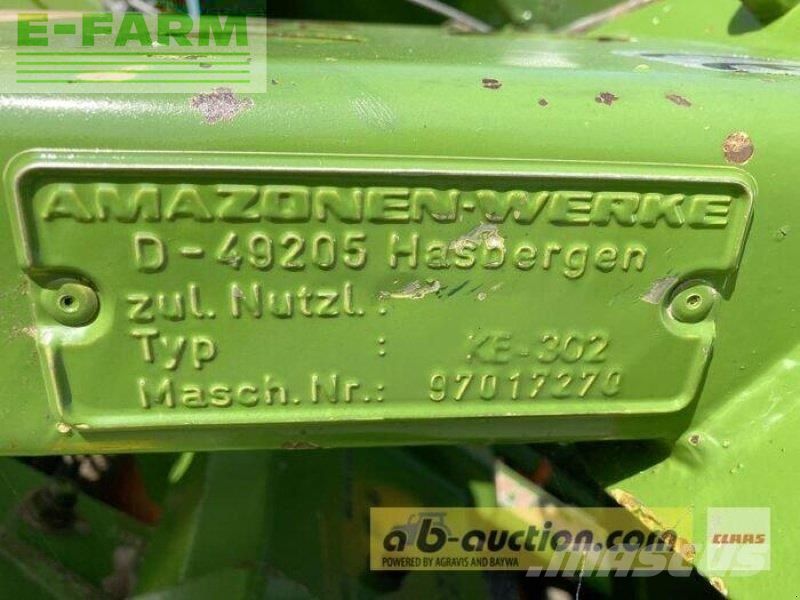 E-FARM
AMAZONEN-WERKE
D-49205 Hasbergen
zul. Nutzl. :
Typ : KE-302
Masch. Nr.: 97017270
ab-auction.com
POWERED BY AGRAVIS AND BAYWA
CLAAS
MASCUS